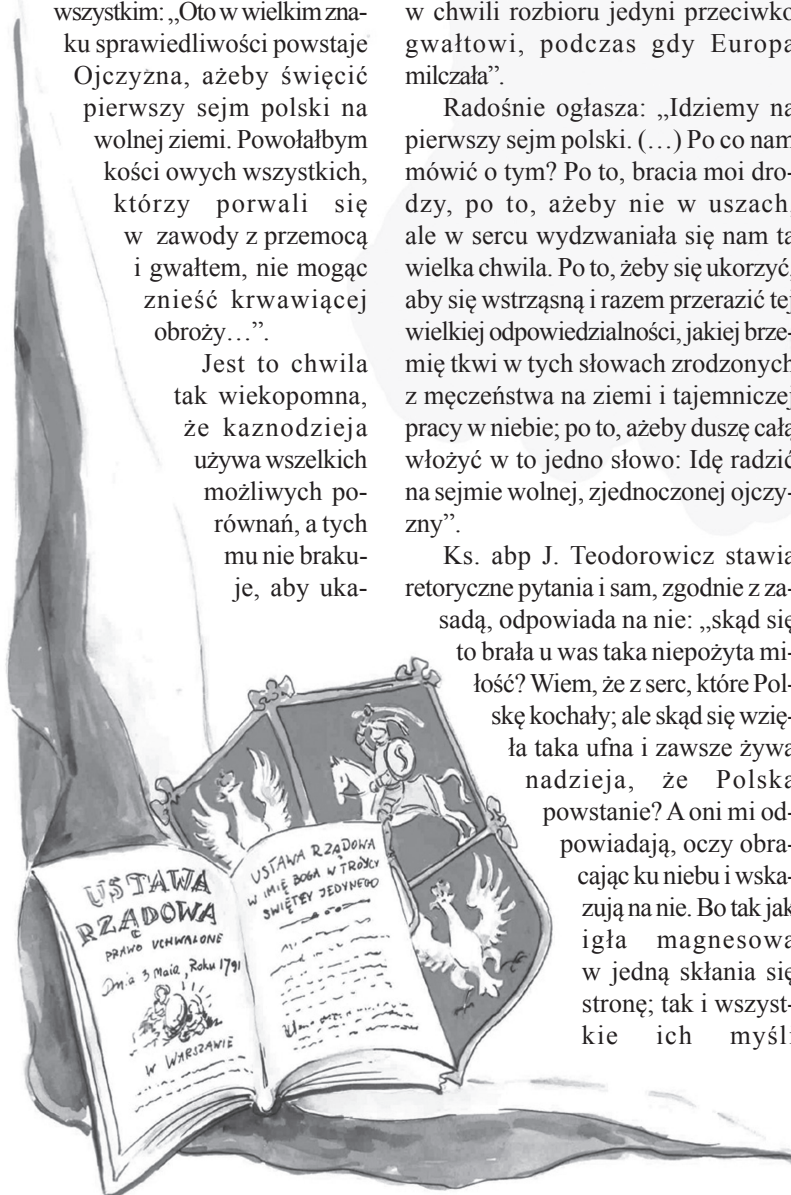 wszystkim: „Oto w wielkim zna-
ku sprawiedliwości powstaje
Ojczyzna, ażeby święcić
pierwszy sejm polski na
wolnej ziemi. Powołałbym
kości owych wszystkich,
którzy porwali się
w zawody z przemocą
i gwałtem, nie mogąc
znieść krwawiącej
obroży…”.
Jest to chwila
tak wiekopomna,
że kaznodzieja
używa wszelkich
możliwych po-
równań, a tych
mu nie braku-
je, aby uka-
w chwili rozbioru jedyni przeciwko
gwałtowi, podczas gdy Europa
milczała”.
Radośnie ogłasza: „Idziemy na
pierwszy sejm polski. (…) Po co nam
mówić o tym? Po to, bracia moi dro-
dzy, po to, ażeby nie w uszach,
ale w sercu wydzwaniała się nam ta
wielka chwila. Po to, żeby się ukorzyć,
aby się wstrząsną i razem przerazić tej
wielkiej odpowiedzialności, jakiej brze-
mię tkwi w tych słowach zrodzonych
z męczeństwa na ziemi i tajemniczej
pracy w niebie; po to, ażeby duszę całą
włożyć w to jedno słowo: Idę radzić
na sejmie wolnej, zjednoczonej ojczy-
zny”.
Ks. abp J. Teodorowicz stawia
retoryczne pytania i sam, zgodnie z za-
sadą, odpowiada na nie: „skąd się
to brała u was taka niepożyta mi-
łość? Wiem, że z serc, które Pol-
skę kochały; ale skąd się wzię-
ła taka ufna i zawsze żywa
nadzieja, że Polska
powstanie? A oni mi od-
powiadają, oczy obra-
cając ku niebu i wska-
zują na nie. Bo tak jak
igła magnesowa
w jedną skłania się
stronę; tak i wszyst-
kie ich myśli
USTAWA
RZĄDOWA
PRAWO UCHWALONE
Dnia 3 Maia, Roku 1791
W WARSZAWIE
USTAWA RZĄDOWA
W IMIĘ BOGA W TRÓJCY
ŚWIĘTEY JEDYNEGO